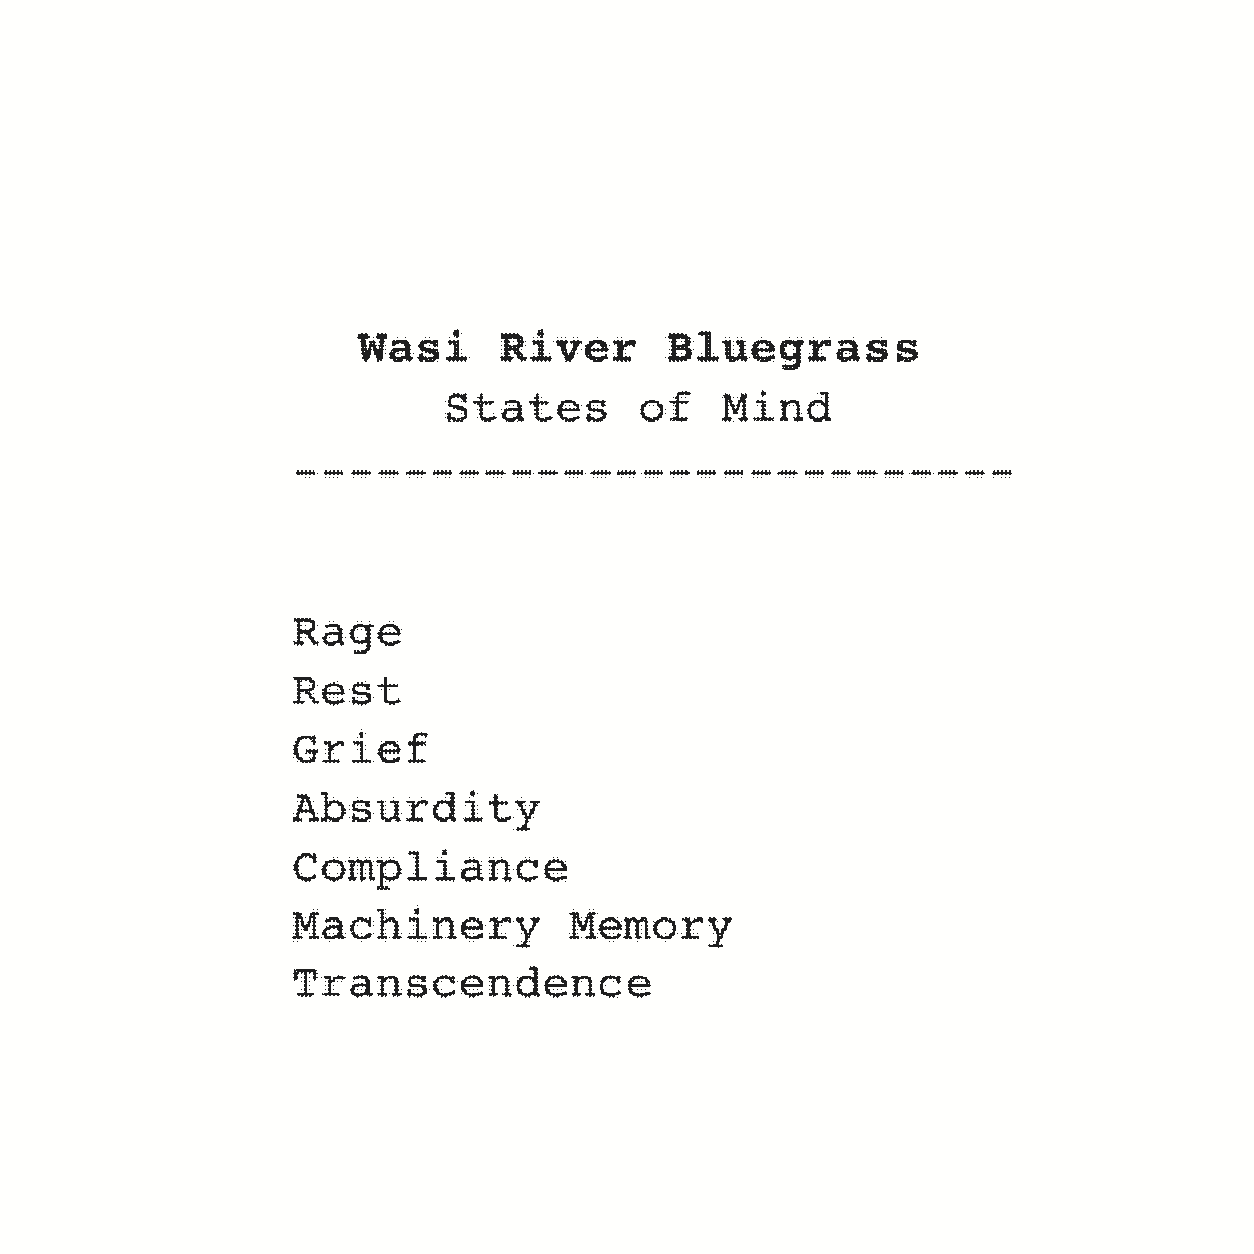 Wasi River Bluegrass
States of Mind
---------------------------
Rage
Rest
Grief
Absurdity
Compliance
Machinery Memory
Transcendence